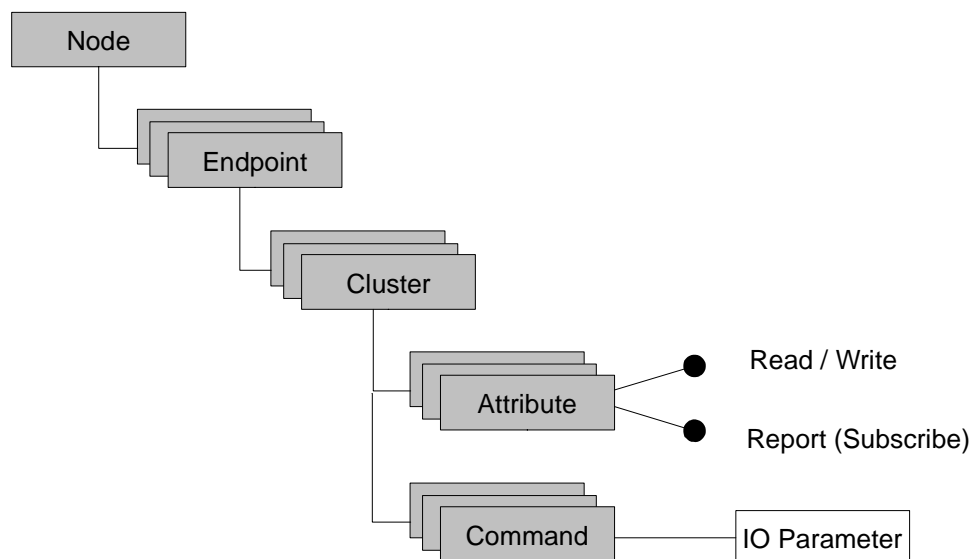 Node
Endpoint
Cluster
Attribute
Read / Write
Report (Subscribe)
Command
IO Parameter